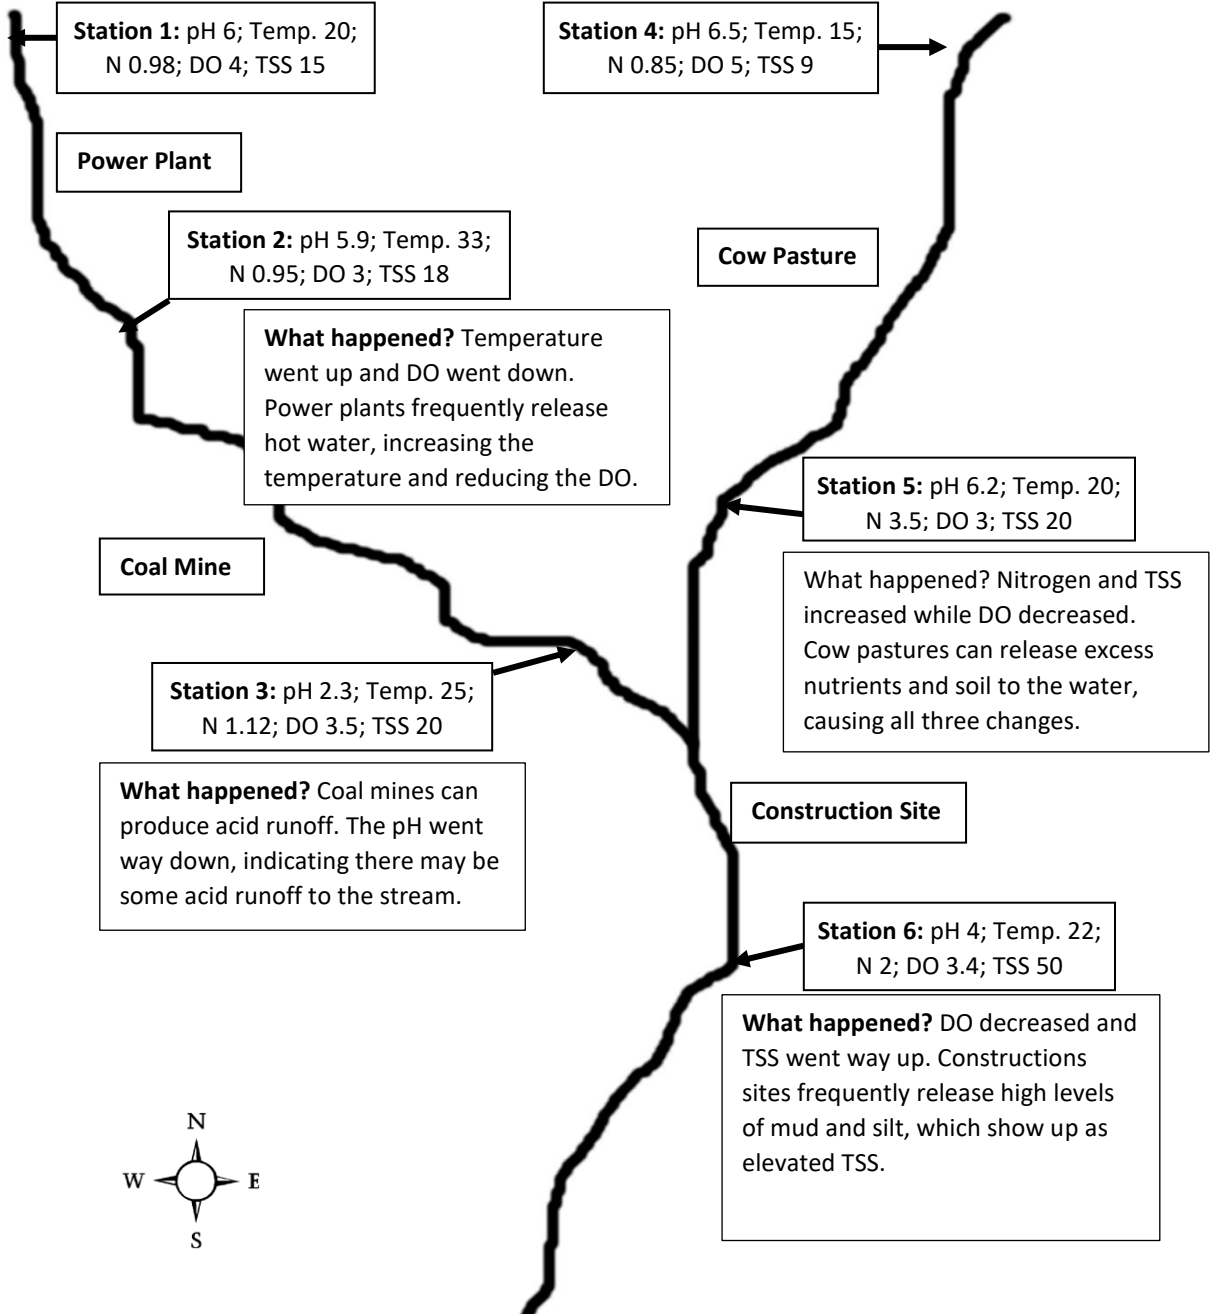 Station 1: pH 6; Temp. 20;
N 0.98; DO 4; TSS 15
Station 4: pH 6.5; Temp. 15;
N 0.85; DO 5; TSS 9
Power Plant
Station 2: pH 5.9; Temp. 33;
N 0.95; DO 3; TSS 18
Cow Pasture
What happened? Temperature
went up and DO went down.
Power plants frequently release
hot water, increasing the
temperature and reducing the DO.
Station 5: pH 6.2; Temp. 20;
N 3.5; DO 3; TSS 20
Coal Mine
What happened? Nitrogen and TSS
increased while DO decreased.
Cow pastures can release excess
nutrients and soil to the water,
causing all three changes.
Station 3: pH 2.3; Temp. 25;
N 1.12; DO 3.5; TSS 20
What happened? Coal mines can
produce acid runoff. The pH went
way down, indicating there may be
some acid runoff to the stream.
Construction Site
Station 6: pH 4; Temp. 22;
N 2; DO 3.4; TSS 50
What happened? DO decreased and
TSS went way up. Constructions
sites frequently release high levels
of mud and silt, which show up as
elevated TSS.
N
W E
S